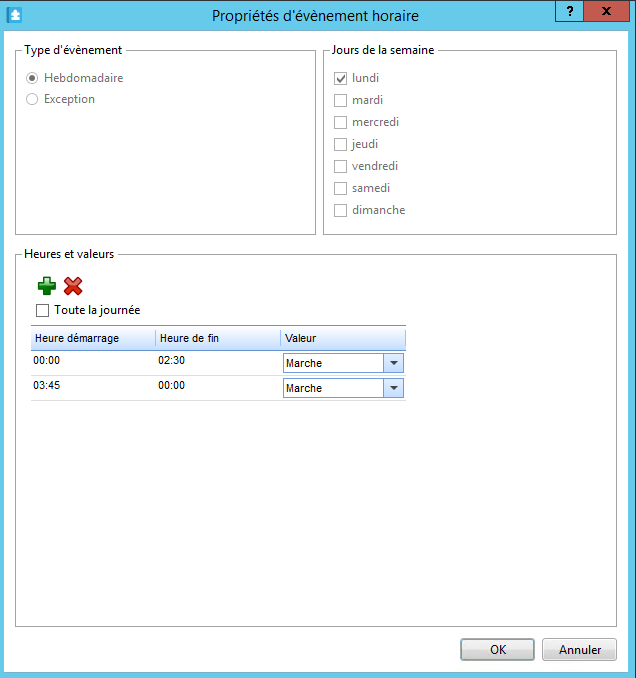 Propriétés d'évènement horaire
?
x
Type d'évènement
Hebdomadaire
Exception
Jours de la semaine
lundi
mardi
mercredi
jeudi
vendredi
samedi
dimanche
Heures et valeurs
Toute la journée
Heure démarrage Heure de fin Valeur
00:00 02:30 Marche
03:45 00:00 Marche
OK Annuler